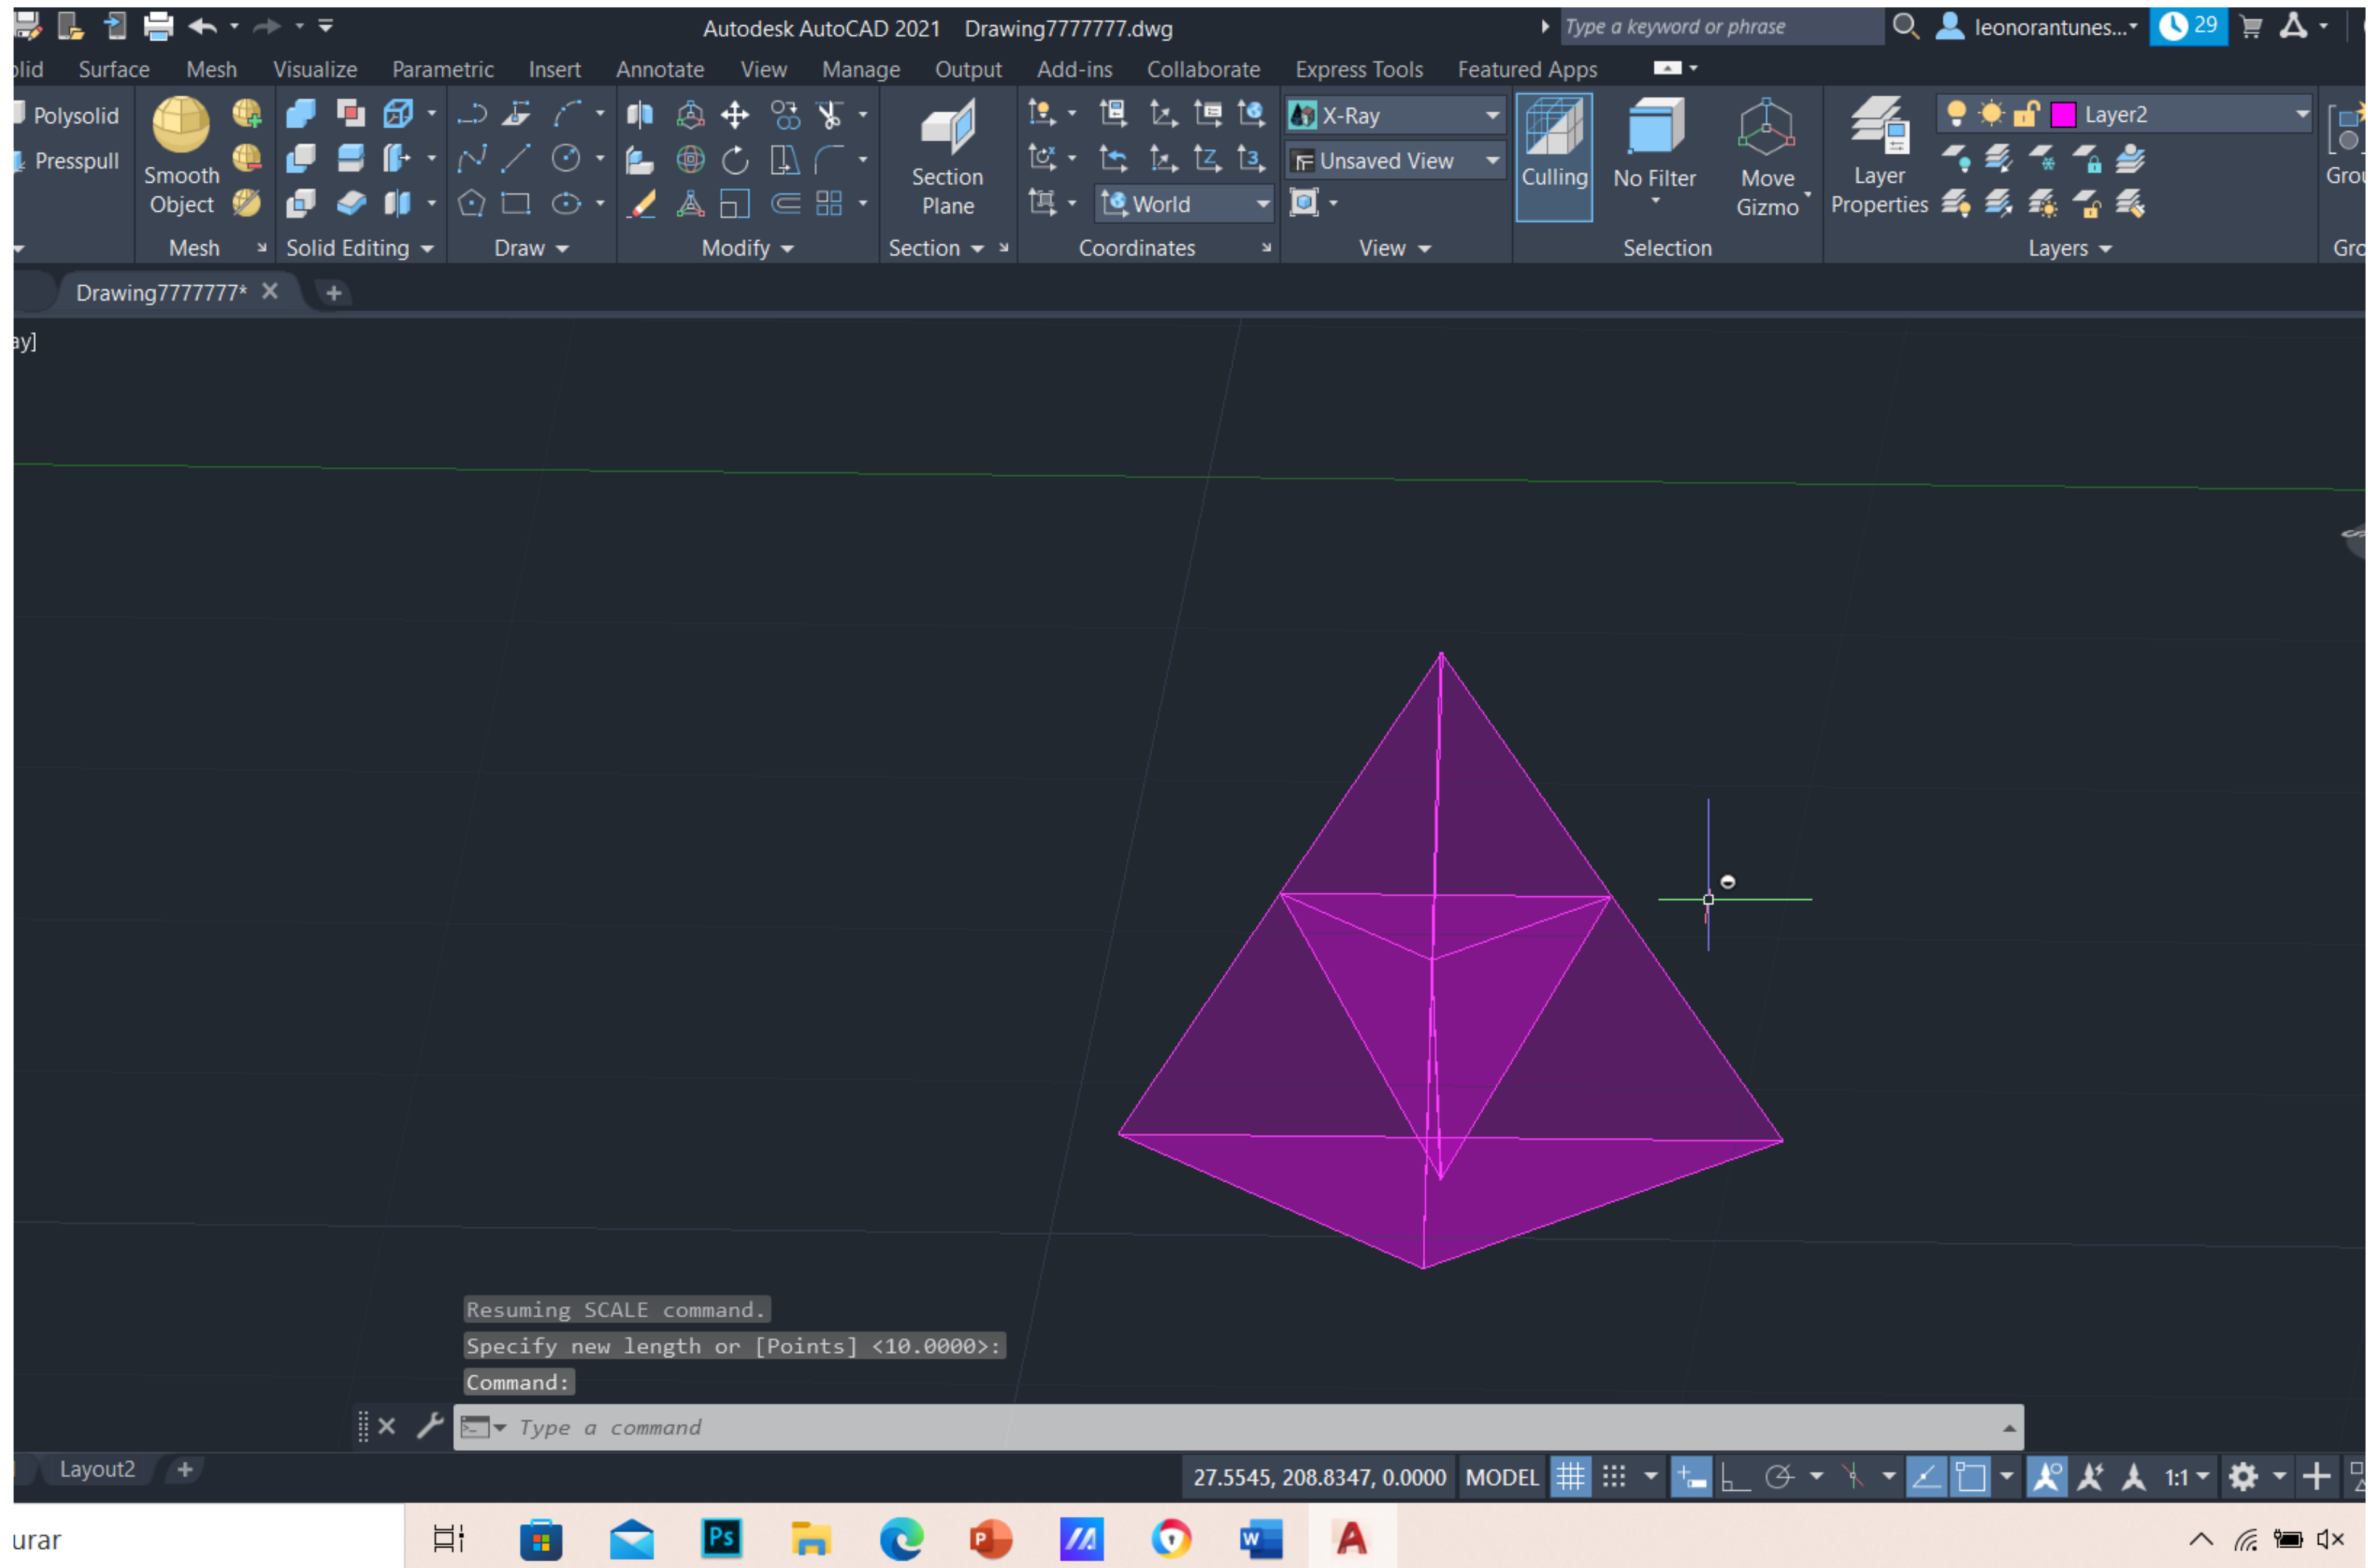 Autodesk AutoCAD 2021 Drawing7777777.dwg Type a keyword or phrase leonorantunes... 29
olid Surface Mesh Visualize Parametric Insert Annotate View Manage Output Add-ins Collaborate Express Tools Featured Apps
Polysolid X-Ray Layer2
Presspull Smooth Object Unsaved View
Section Plane World Culling No Filter Move Gizmo Layer Properties Grou
Mesh Solid Editing Draw Modify Section Coordinates View Selection Layers Gro
Drawing7777777*
ay]
Resuming SCALE command.
Specify new length or [Points] <10.0000>:
Command:
Type a command
Layout2 27.5545, 208.8347, 0.0000 MODEL 1:1
urar Ps P W A